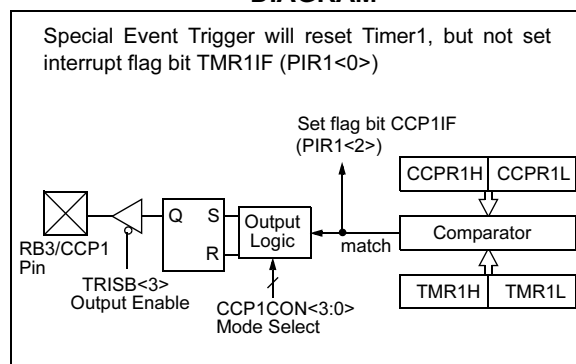 DIAGRAM
Special Event Trigger will reset Timer1, but not set
interrupt flag bit TMR1IF (PIR1<0>)
Set flag bit CCP1IF
(PIR1<2>)
CCPR1H CCPR1L
Q S
R
Output
Logic
match
Comparator
RB3/CCP1
Pin
TRISB<3>
Output Enable
CCP1CON<3:0>
Mode Select
TMR1H TMR1L